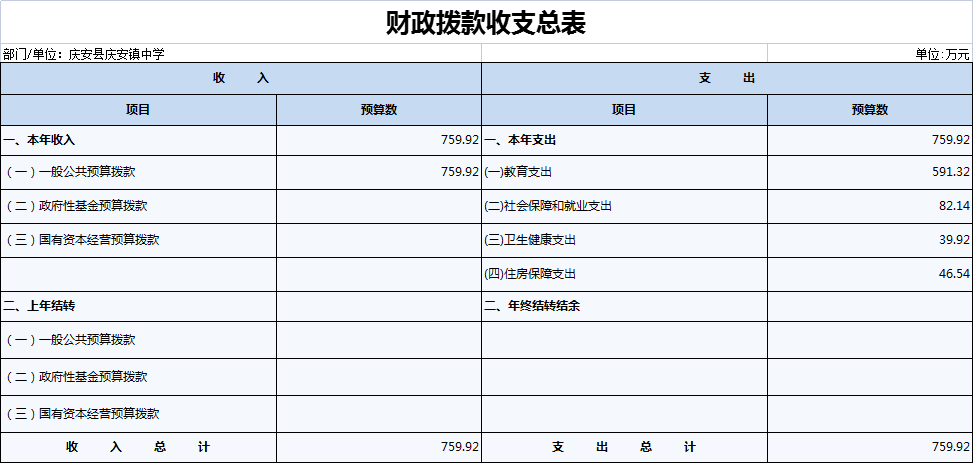 财政拨款收支总表
部门/单位：庆安县庆安镇中学 单位:万元
收 入 支 出
项目 预算数 项目 预算数
一、本年收入 759.92 一、本年支出 759.92
（一）一般公共预算拨款 759.92 (一)教育支出 591.32
（二）政府性基金预算拨款 (二)社会保障和就业支出 82.14
（三）国有资本经营预算拨款 (三)卫生健康支出 39.92
(四)住房保障支出 46.54
二、上年结转 二、年终结转结余
（一）一般公共预算拨款
（二）政府性基金预算拨款
（三）国有资本经营预算拨款
收 入 总 计 759.92 支 出 总 计 759.92